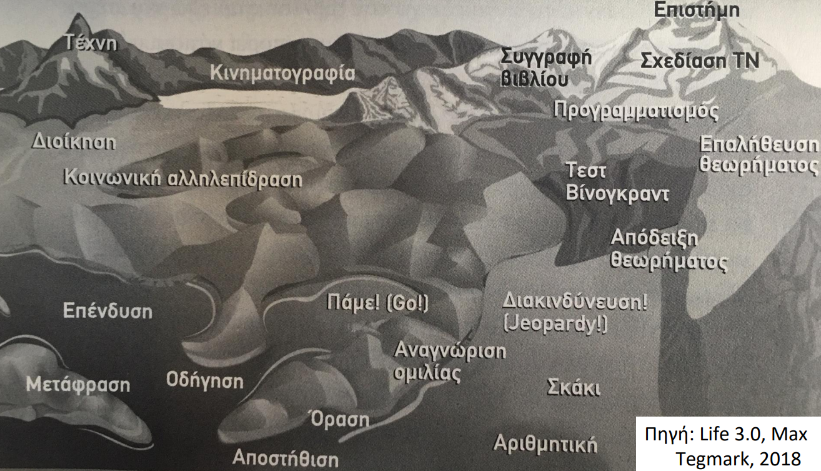 Επιστήμη
Τέχνη
Συγγραφή
βιβλίου
Σχεδίαση ΤΝ
Κινηματογραφία
Προγραμματισμός
Διοίκηση
Επαλήθευση
θεωρήματος
Κοινωνική αλληλεπίδραση
Τεστ
Βίνογκραντ
Απόδειξη
θεωρήματος
Επένδυση
Πάμε! (Go!)
Διακινδύνευση!
(Jeopardy!)
Αναγνώριση
ομιλίας
Μετάφραση
Οδήγηση
Σκάκι
Όραση
Αριθμητική
Αποστήθιση
Πηγή: Life 3.0, Max
Tegmark, 2018